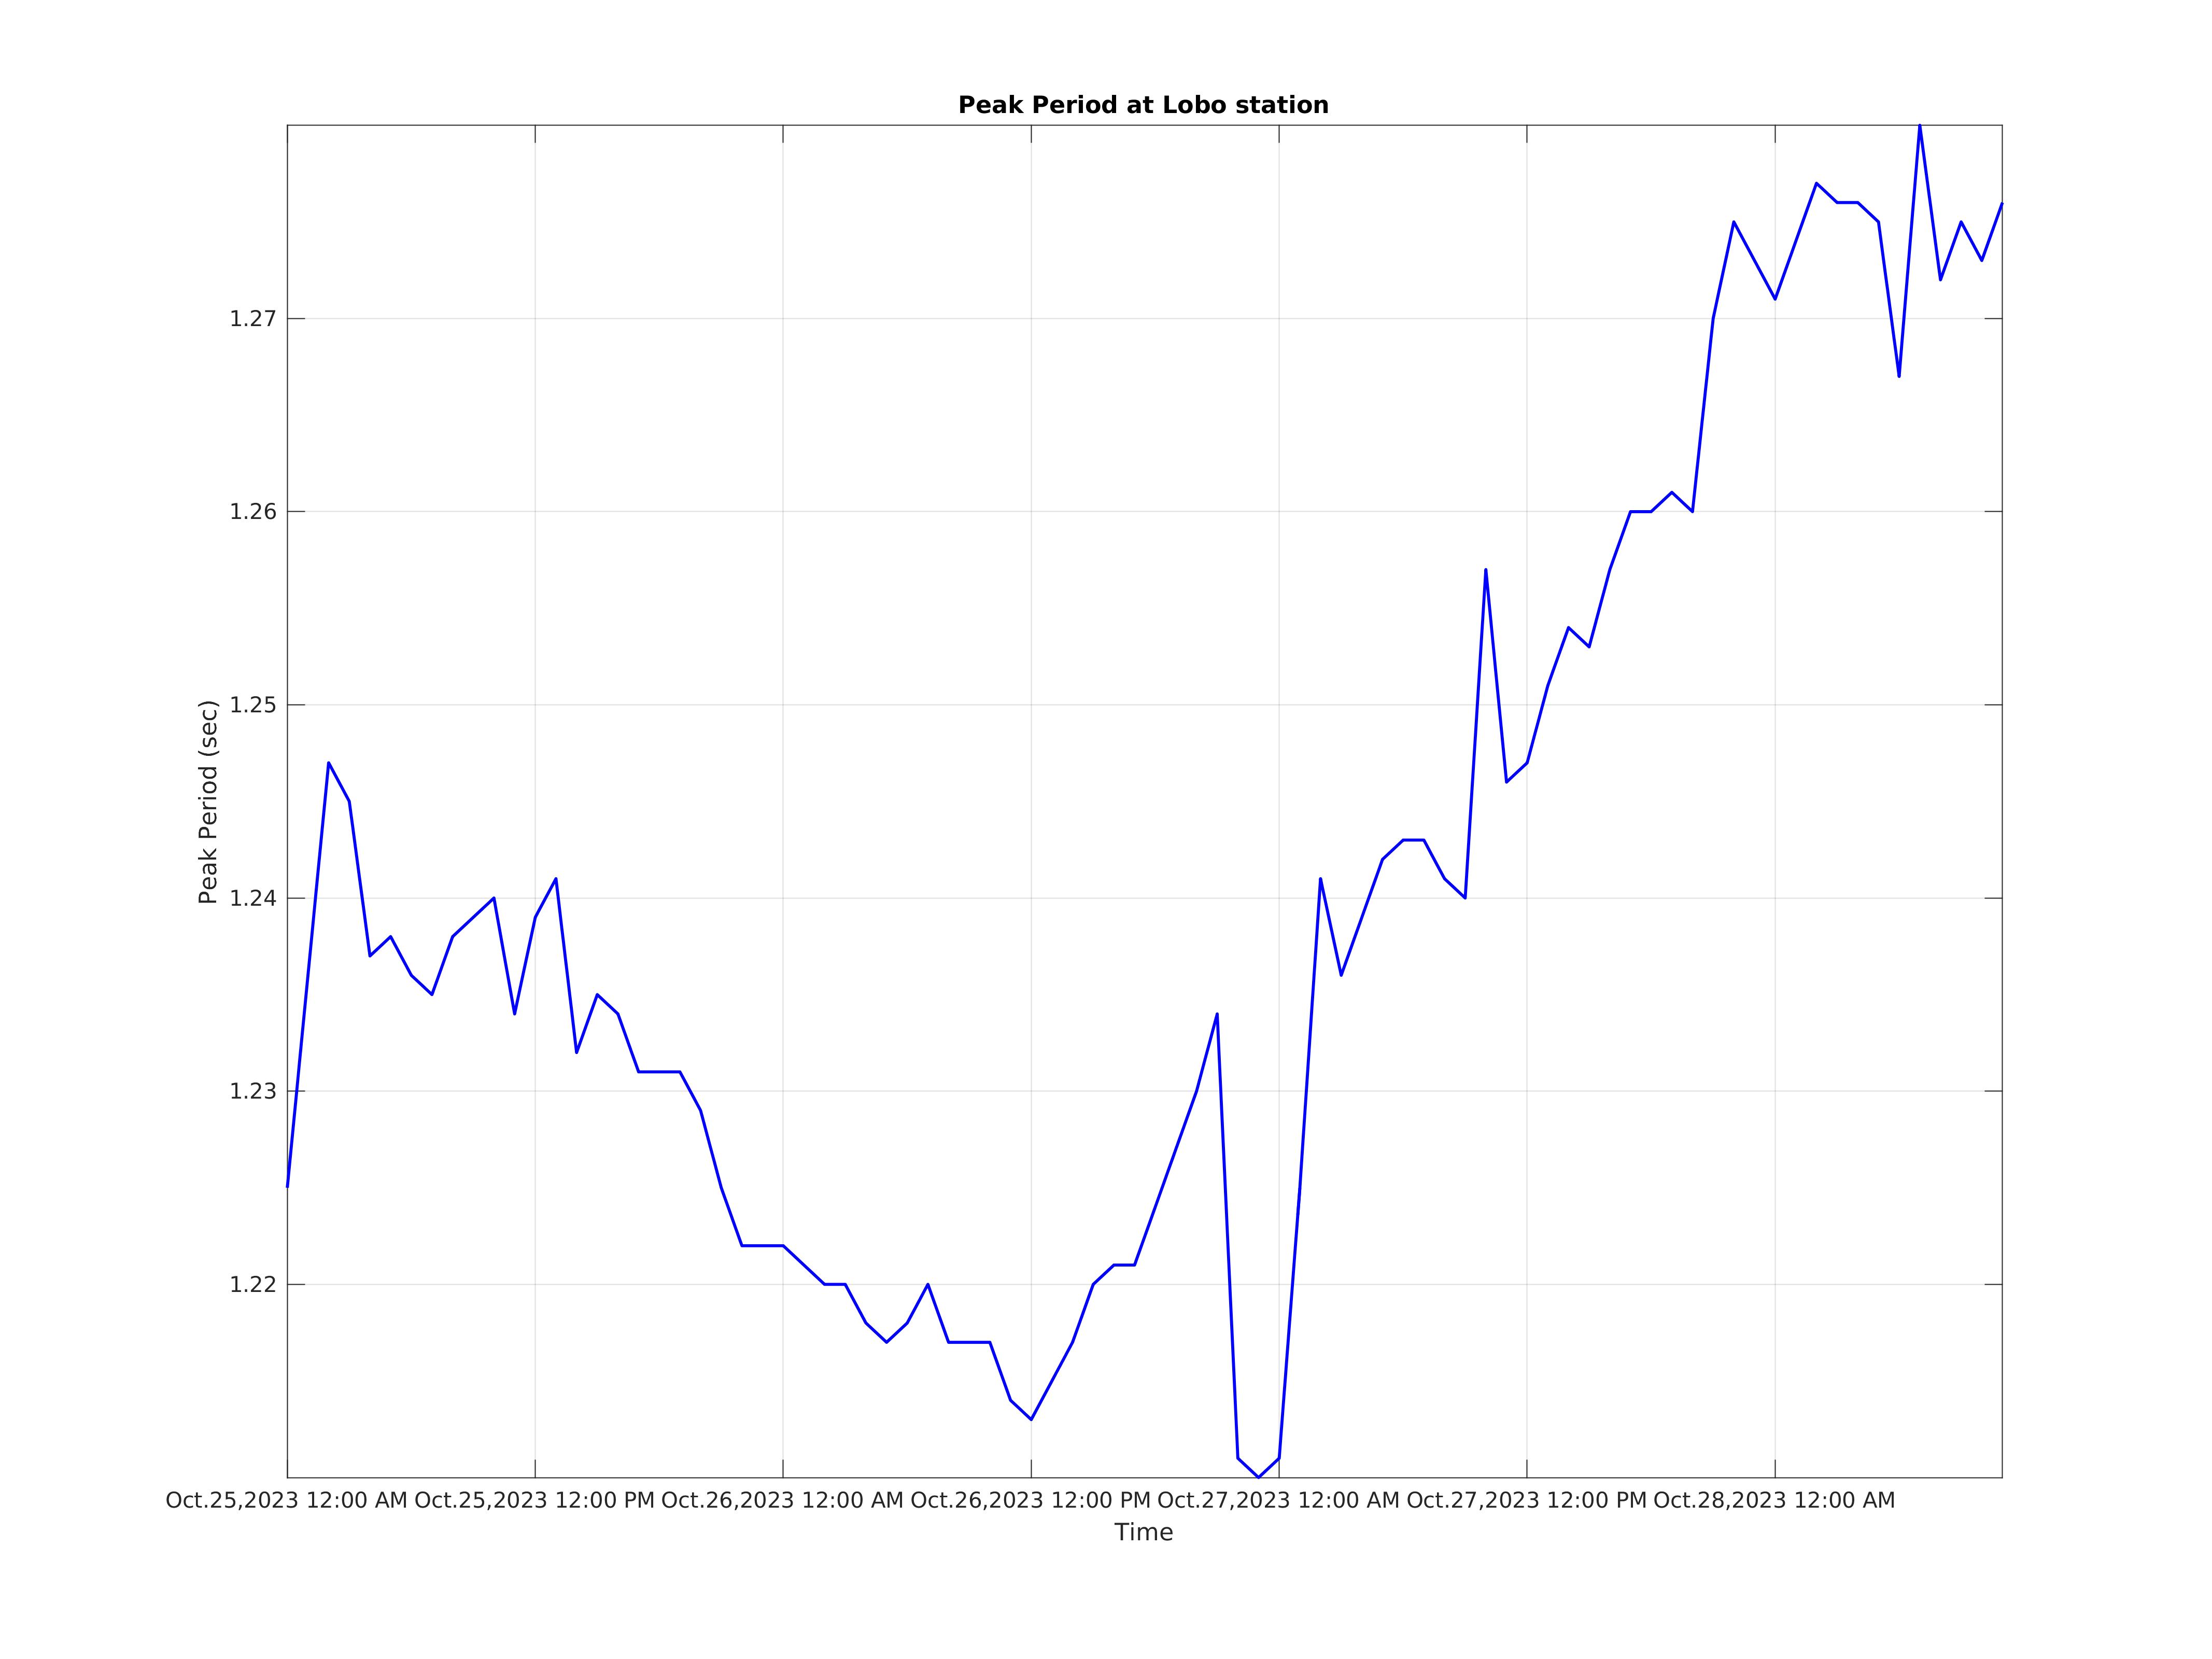 Peak Period at Lobo station
Peak Period (sec)
1.27
1.26
1.25
1.24
1.23
1.22
Oct.25,2023 12:00 AM Oct.25,2023 12:00 PM Oct.26,2023 12:00 AM Oct.26,2023 12:00 PM Oct.27,2023 12:00 AM Oct.27,2023 12:00 PM Oct.28,2023 12:00 AM
Time